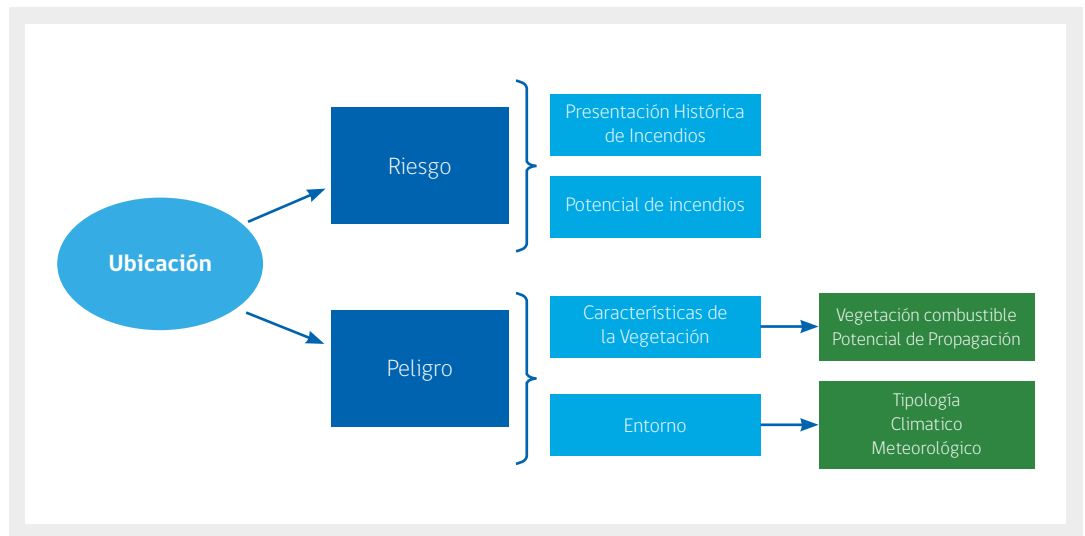 Ubicación
Riesgo
Presentación Histórica
de Incendios
Potencial de incendios
Peligro
Características de
la Vegetación
Vegetación combustible
Potencial de Propagación
Entorno
Tipología
Climatico
Meteorológico